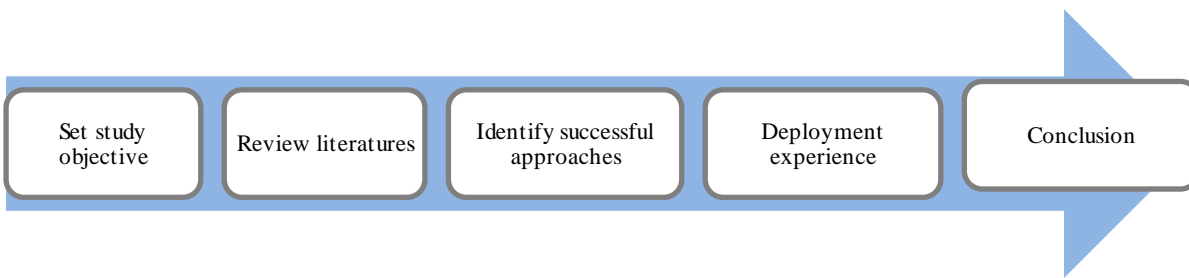 Set study
objective
Review literatures
Identify successful
approaches
Deployment
experience
Conclusion